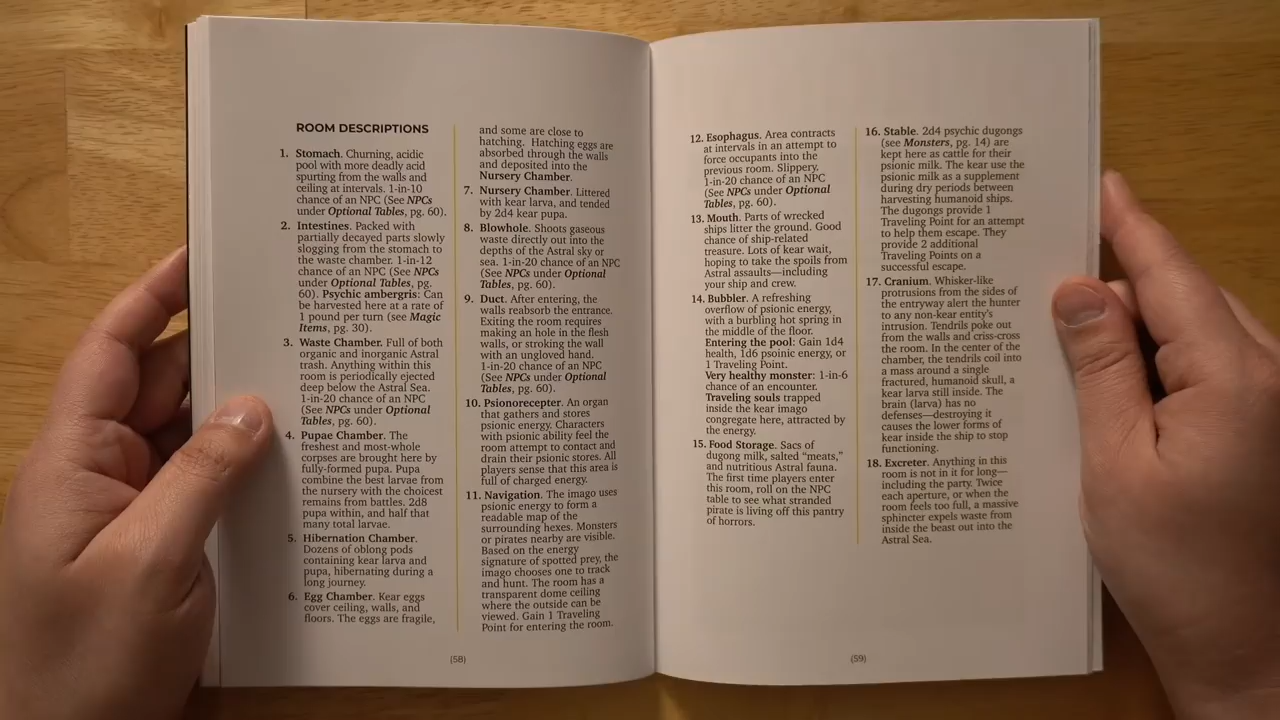 ROOM DESCRIPTIONS
1. Stomach. Churning, acidic
pool with more deadly acid
spurting from the walls and
ceiling at intervals. 1-in-10
chance of an NPC (See NPCs
under Optional Tables, pg. 60).
2. Intestines. Packed with
partially decayed parts slowly
slogging from the stomach to
the waste chamber. 1-in-12
chance of an NPC (See NPCs
under Optional Tables, pg.
60). Psychic ambergris: Can
be harvested here at a rate of
1 pound per turn (see Magic
Items, pg. 30).
3. Waste Chamber. Full of both
organic and inorganic Astral
trash. Anything within this
room is periodically ejected
deep below the Astral Sea.
1-in-20 chance of an NPC
(See NPCs under Optional
Tables, pg. 60).
4. Pupae Chamber. The
freshest and most-whole
corpses are brought here by
fully-formed pupa. Pupa
combine the best larvae from
the nursery with the choicest
remains from battles. 2d8
pupa within, and half that
many total larvae.
5. Hibernation Chamber.
Dozens of oblong pods
containing kear larva and
pupa, hibernating during a
long journey.
6. Egg Chamber. Kear eggs
cover ceiling, walls, and
floors. The eggs are fragile,
and some are close to
hatching. Hatching eggs are
absorbed through the walls
and deposited into the
Nursery Chamber.
7. Nursery Chamber. Littered
with kear larva, and tended
by 2d4 kear pupa.
8. Blowhole. Shoots gaseous
waste directly out into the
depths of the Astral sky or
sea. 1-in-20 chance of an NPC
(See NPCs under Optional
Tables, pg. 60).
9. Duct. After entering, the
walls reabsorb the entrance.
Exiting the room requires
making an hole in the flesh
walls, or stroking the wall
with an ungloved hand.
1-in-20 chance of an NPC
(See NPCs under Optional
Tables, pg. 60).
10. Psionorecepter. An organ
that gathers and stores
psionic energy. Characters
with psionic ability feel the
room attempt to contact and
drain their psionic stores. All
players sense that this area is
full of charged energy.
11. Navigation. The imago uses
psionic energy to form a
readable map of the
surrounding hexes. Monsters
or pirates nearby are visible.
Based on the energy
signature of spotted prey, the
imago chooses one to track
and hunt. The room has a
transparent dome ceiling
where the outside can be
viewed. Gain 1 Traveling
Point for entering the room.
(58)
12. Esophagus. Area contracts
at intervals in an attempt to
force occupants into the
previous room. Slippery.
1-in-20 chance of an NPC
(See NPCs under Optional
Tables, pg. 60).
13. Mouth. Parts of wrecked
ships litter the ground. Good
chance of ship-related
treasure. Lots of kear wait,
hoping to take the spoils from
Astral assaults—including
your ship and crew.
14. Bubbler. A refreshing
overflow of psionic energy,
with a burbling hot spring in
the middle of the floor.
Entering the pool: Gain 1d4
health, 1d6 psoinic energy, or
1 Traveling Point.
Very healthy monster: 1-in-6
chance of an encounter.
Traveling souls trapped
inside the kear imago
congregate here, attracted by
the energy.
15. Food Storage. Sacs of
dugong milk, salted “meats,”
and nutritious Astral fauna.
The first time players enter
this room, roll on the NPC
table to see what stranded
pirate is living off this pantry
of horrors.
16. Stable. 2d4 psychic dugongs
(see Monsters, pg. 14) are
kept here as cattle for their
psionic milk. The kear use the
psionic milk as a supplement
during dry periods between
harvesting humanoid ships.
The dugongs provide 1
Traveling Point for an attempt
to help them escape. They
provide 2 additional
Traveling Points on a
successful escape.
17. Cranium. Whisker-like
protrusions from the sides of
the entryway alert the hunter
to any non-kear entity’s
intrusion. Tendrils poke out
from the walls and criss-cross
the room. In the center of the
chamber, the tendrils coil into
a mass around a single
fractured, humanoid skull, a
kear larva still inside. The
brain (larva) has no
defenses—destroying it
causes the lower forms of
kear inside the ship to stop
functioning.
18. Excreter. Anything in this
room is not in it for long—
including the party. Twice
each aperture, or when the
room feels too full, a massive
sphincter expels waste from
inside the beast out into the
Astral Sea.
(59)